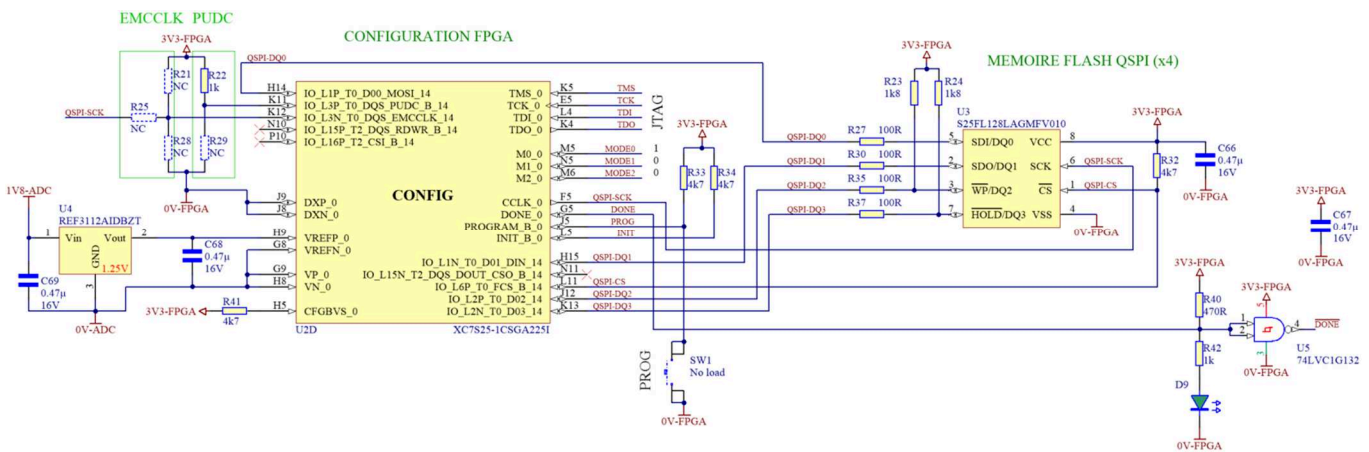 EMCCLK PUDC
CONFIGURATION FPGA
MEMOIRE FLASH QSPI (x4)
3V3-FPGA
R21
NC
R22
1k
QSPI-SCK
R25
NC
R28
NC
R29
NC
0V-FPGA
QSPI-DQ0
H14
K11
K12
N10
P10
IO_L1P_T0_D00_MOSI_14
IO_L3P_T0_DQS_PUDC_B_14
IO_L3N_T0_DQS_EMCCLK_14
IO_L15P_T2_DQS_RDWR_B_14
IO_L16P_T2_CSI_B_14
CONFIG
J9
J8
DXP_0
DXN_0
H9
G8
VREFP_0
VREFN_0
G9
H8
VP_0
VN_0
H5
CFGBVS_0
U2D
XC7S25-1CSGA225I
TMS_0
TCK_0
TDI_0
TDO_0
K5
E5
L4
K4
TMS
TCK
TDI
TDO
JTAG
M0_0
M1_0
M2_0
M5
N5
M6
MODE0
MODE1
MODE2
1
0
0
CCLK_0
DONE_0
PROGRAM_B_0
INIT_B_0
F5
G5
J5
L5
QSPI-SCK
DONE
PROG
INIT
IO_L1N_T0_D01_DIN_14
IO_L15N_T2_DQS_DOUT_CSO_B_14
IO_L6P_T0_FCS_B_14
IO_L2P_T0_D02_14
IO_L2N_T0_D03_14
H15
N11
L11
J12
K13
QSPI-DQ1
QSPI-CS
QSPI-DQ2
QSPI-DQ3
1V8-ADC
U4
REF3112AIDBZT
1
Vin
Vout
2
GND
1.25V
3
C69
0.47µ
16V
C68
0.47µ
16V
0V-ADC
3V3-FPGA
R41
4k7
3V3-FPGA
R33
4k7
R34
4k7
PROG
SW1
No load
0V-FPGA
3V3-FPGA
R23
1k8
R24
1k8
QSPI-DQ0
R27
100R
QSPI-DQ1
R30
100R
QSPI-DQ2
R35
100R
QSPI-DQ3
R37
100R
U3
S25FL128LAGMFV010
5
2
3
7
SDI/DQ0
SDO/DQ1
WP/DQ2
HOLD/DQ3
VCC
SCK
CS
VSS
8
6
1
4
QSPI-SCK
QSPI-CS
0V-FPGA
3V3-FPGA
R32
4k7
C66
0.47µ
16V
0V-FPGA
3V3-FPGA
C67
0.47µ
16V
0V-FPGA
3V3-FPGA
R40
470R
R42
1k
D9
0V-FPGA
3V3-FPGA
5
1
2
4
DONE
3
U5
74LVC1G132
0V-FPGA